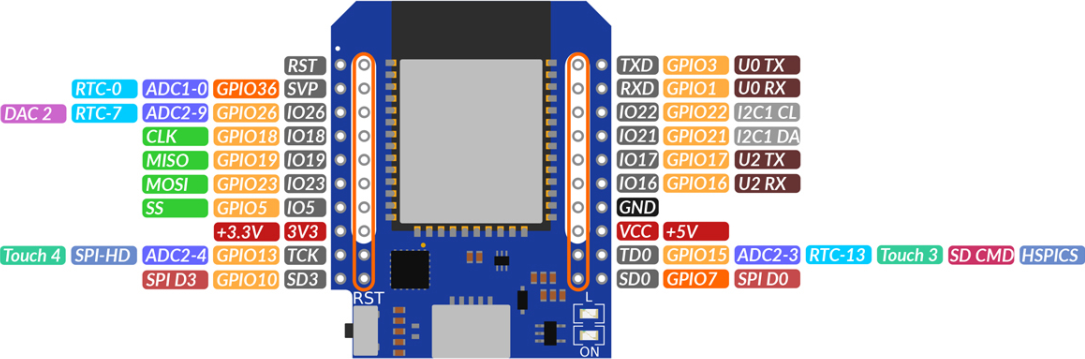 RST TXD GPIO3 U0 TX
RTC-0 ADC1-0 GPIO36 SVP RXD GPIO1 U0 RX
DAC 2 RTC-7 ADC2-9 GPIO26 IO26 IO22 GPIO22 I2C1 CL
CLK GPIO18 IO18 IO21 GPIO21 I2C1 DA
MISO GPIO19 IO19 IO17 GPIO17 U2 TX
MOSI GPIO23 IO23 IO16 GPIO16 U2 RX
SS GPIO5 IO5 GND
+3.3V 3V3 VCC +5V
Touch 4 SPI-HD ADC2-4 GPIO13 TCK TD0 GPIO15 ADC2-3 RTC-13 Touch 3 SD CMD HSPICS
SPI D3 GPIO10 SD3 SD0 GPIO7 SPI D0
RST L
ON